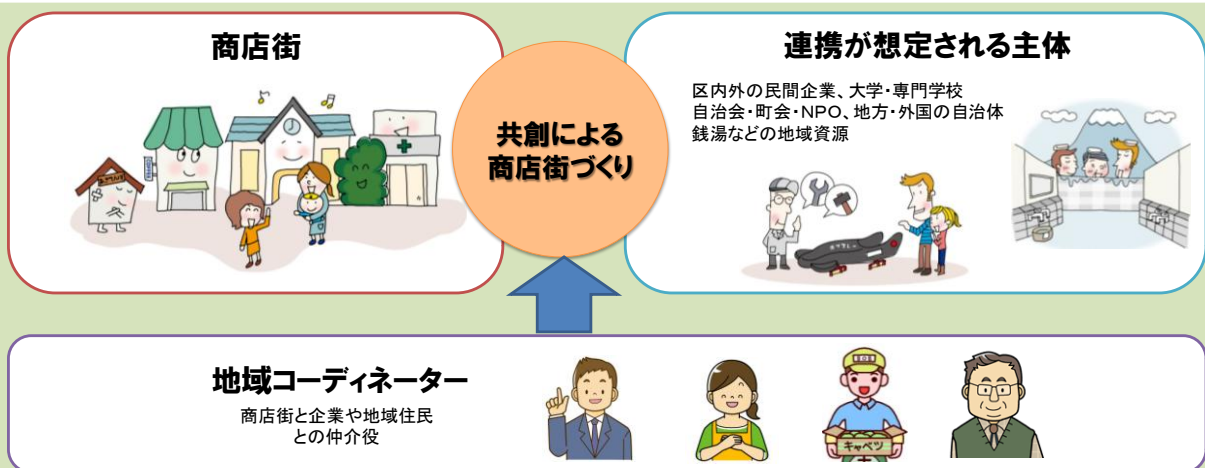 商店街
共創による
商店街づくり
連携が想定される主体
区内外の民間企業、大学・専門学校
自治会・町会・NPO、地方・外国の自治体
銭湯などの地域資源
地域コーディネーター
商店街と企業や地域住民
との仲介役
キャベツ